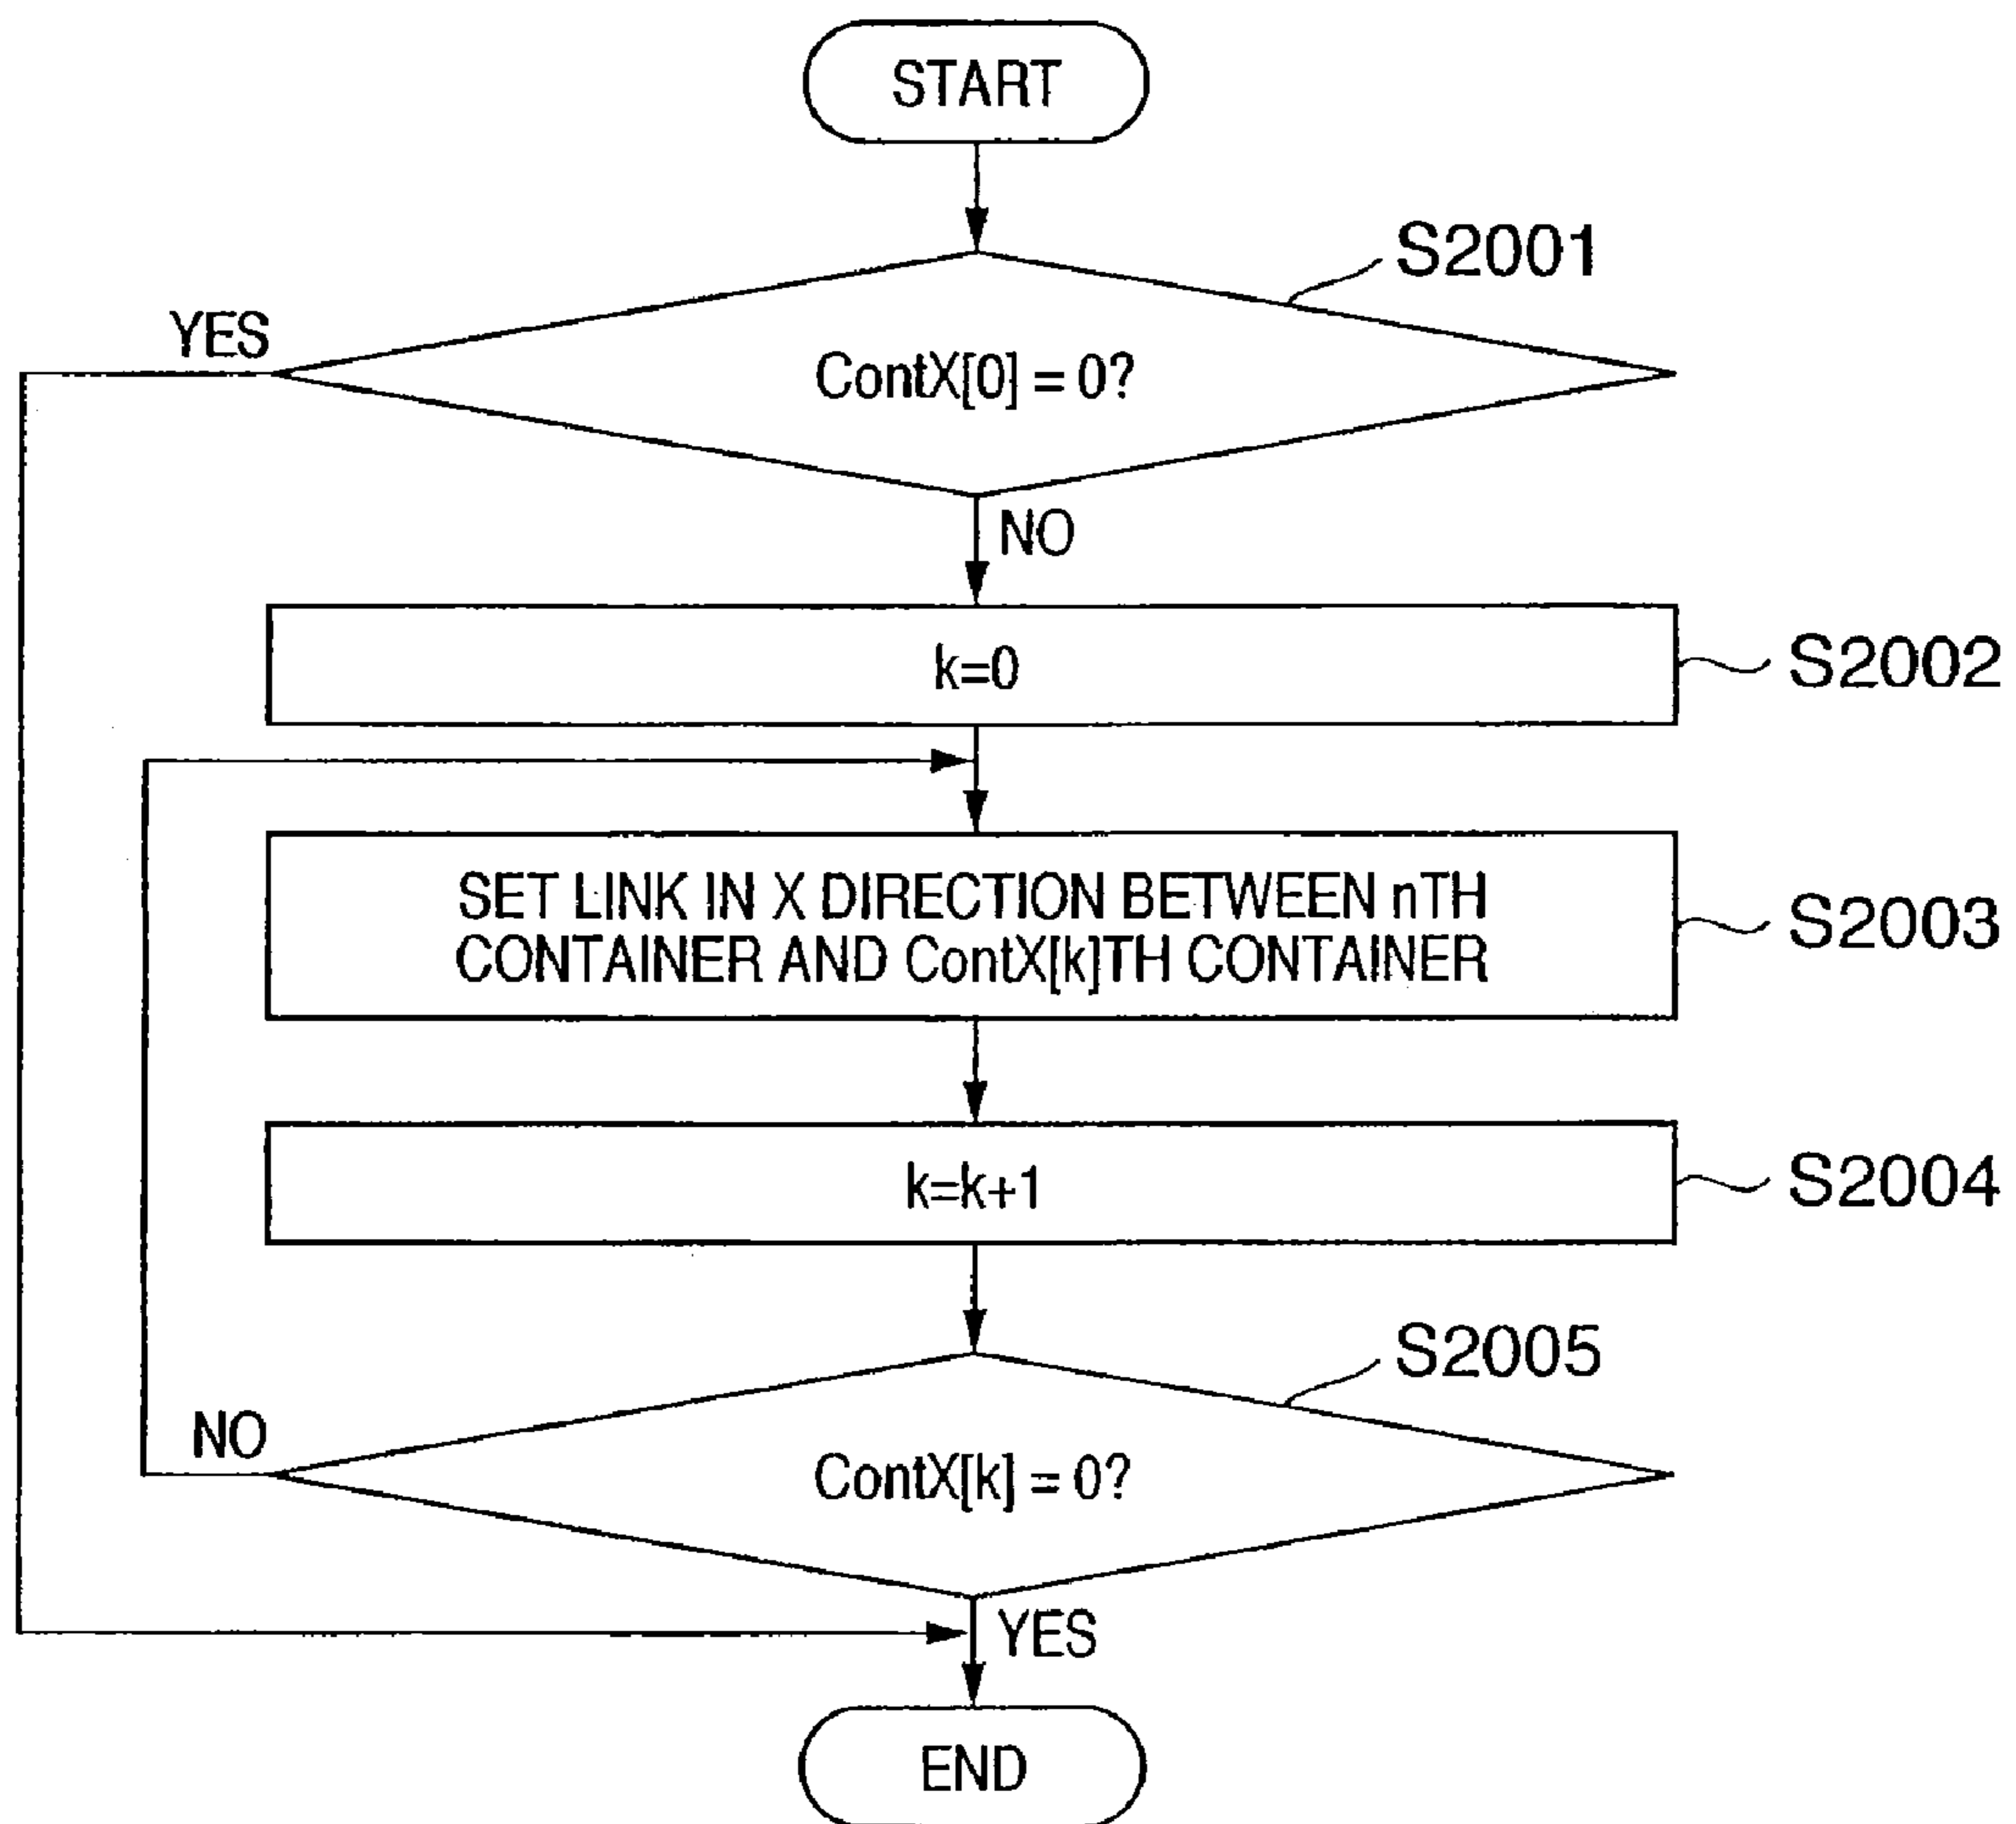 START
S2001
YES
ContX[0] = 0?
NO
k=0
S2002
SET LINK IN X DIRECTION BETWEEN nTH
CONTAINER AND ContX[k]TH CONTAINER
S2003
k=k+1
S2004
S2005
NO
ContX[k] = 0?
YES
END